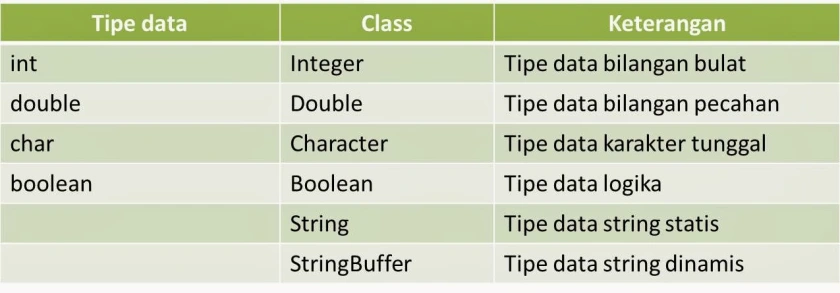 Tipe data Class Keterangan
int Integer Tipe data bilangan bulat
double Double Tipe data bilangan pecahan
char Character Tipe data karakter tunggal
boolean Boolean Tipe data logika
String Tipe data string statis
StringBuffer Tipe data string dinamis